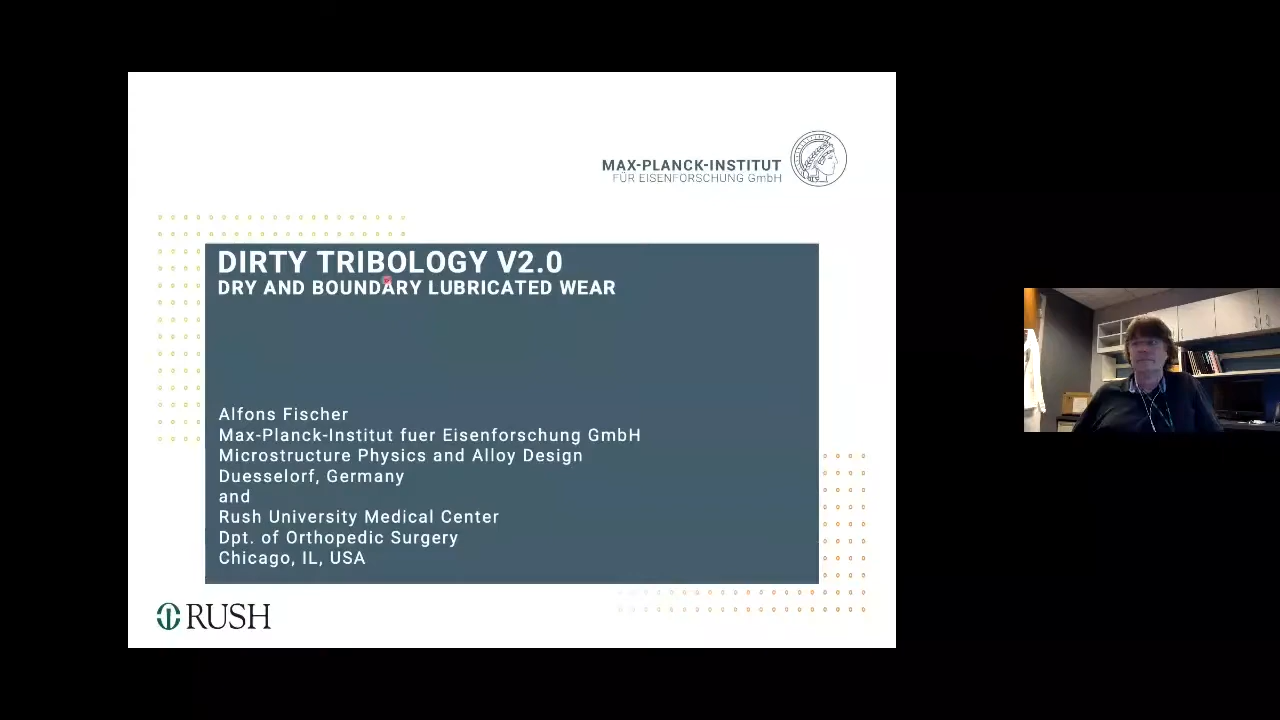 MAX-PLANCK-INSTITUT
FÜR EISENFORSCHUNG GmbH
DIRTY TRIBOLOGY V2.0
DRY AND BOUNDARY LUBRICATED WEAR
Alfons Fischer
Max-Planck-Institut fuer Eisenforschung GmbH
Microstructure Physics and Alloy Design
Duesselorf, Germany
and
Rush University Medical Center
Dpt. of Orthopedic Surgery
Chicago, IL, USA
RUSH